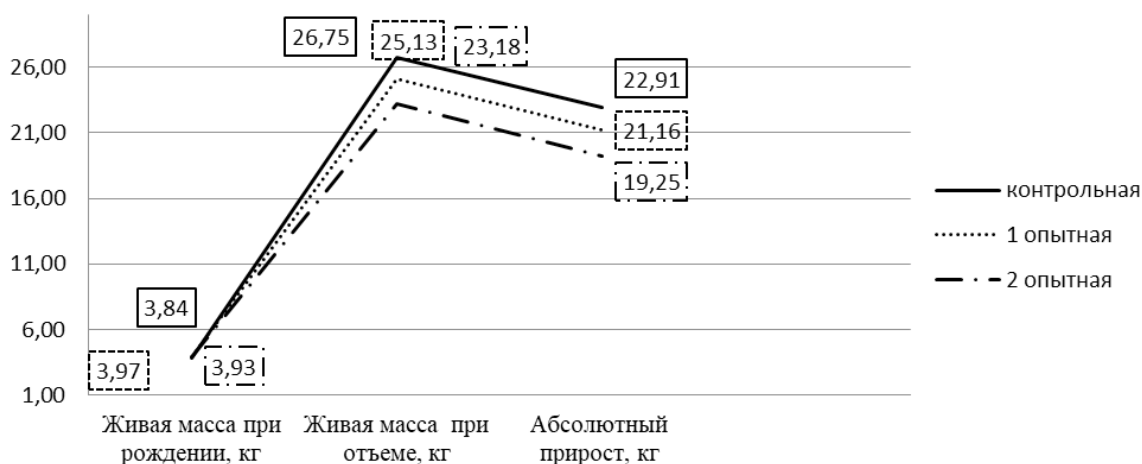 26,75
25,13
23,18
26,00
22,91
21,00
21,16
19,25
16,00
контрольная
1 опытная
2 опытная
11,00
3,84
6,00
3,97
3,93
1,00
Живая масса при
рождении, кг
Живая масса при
отъеме, кг
Абсолютный
прирост, кг